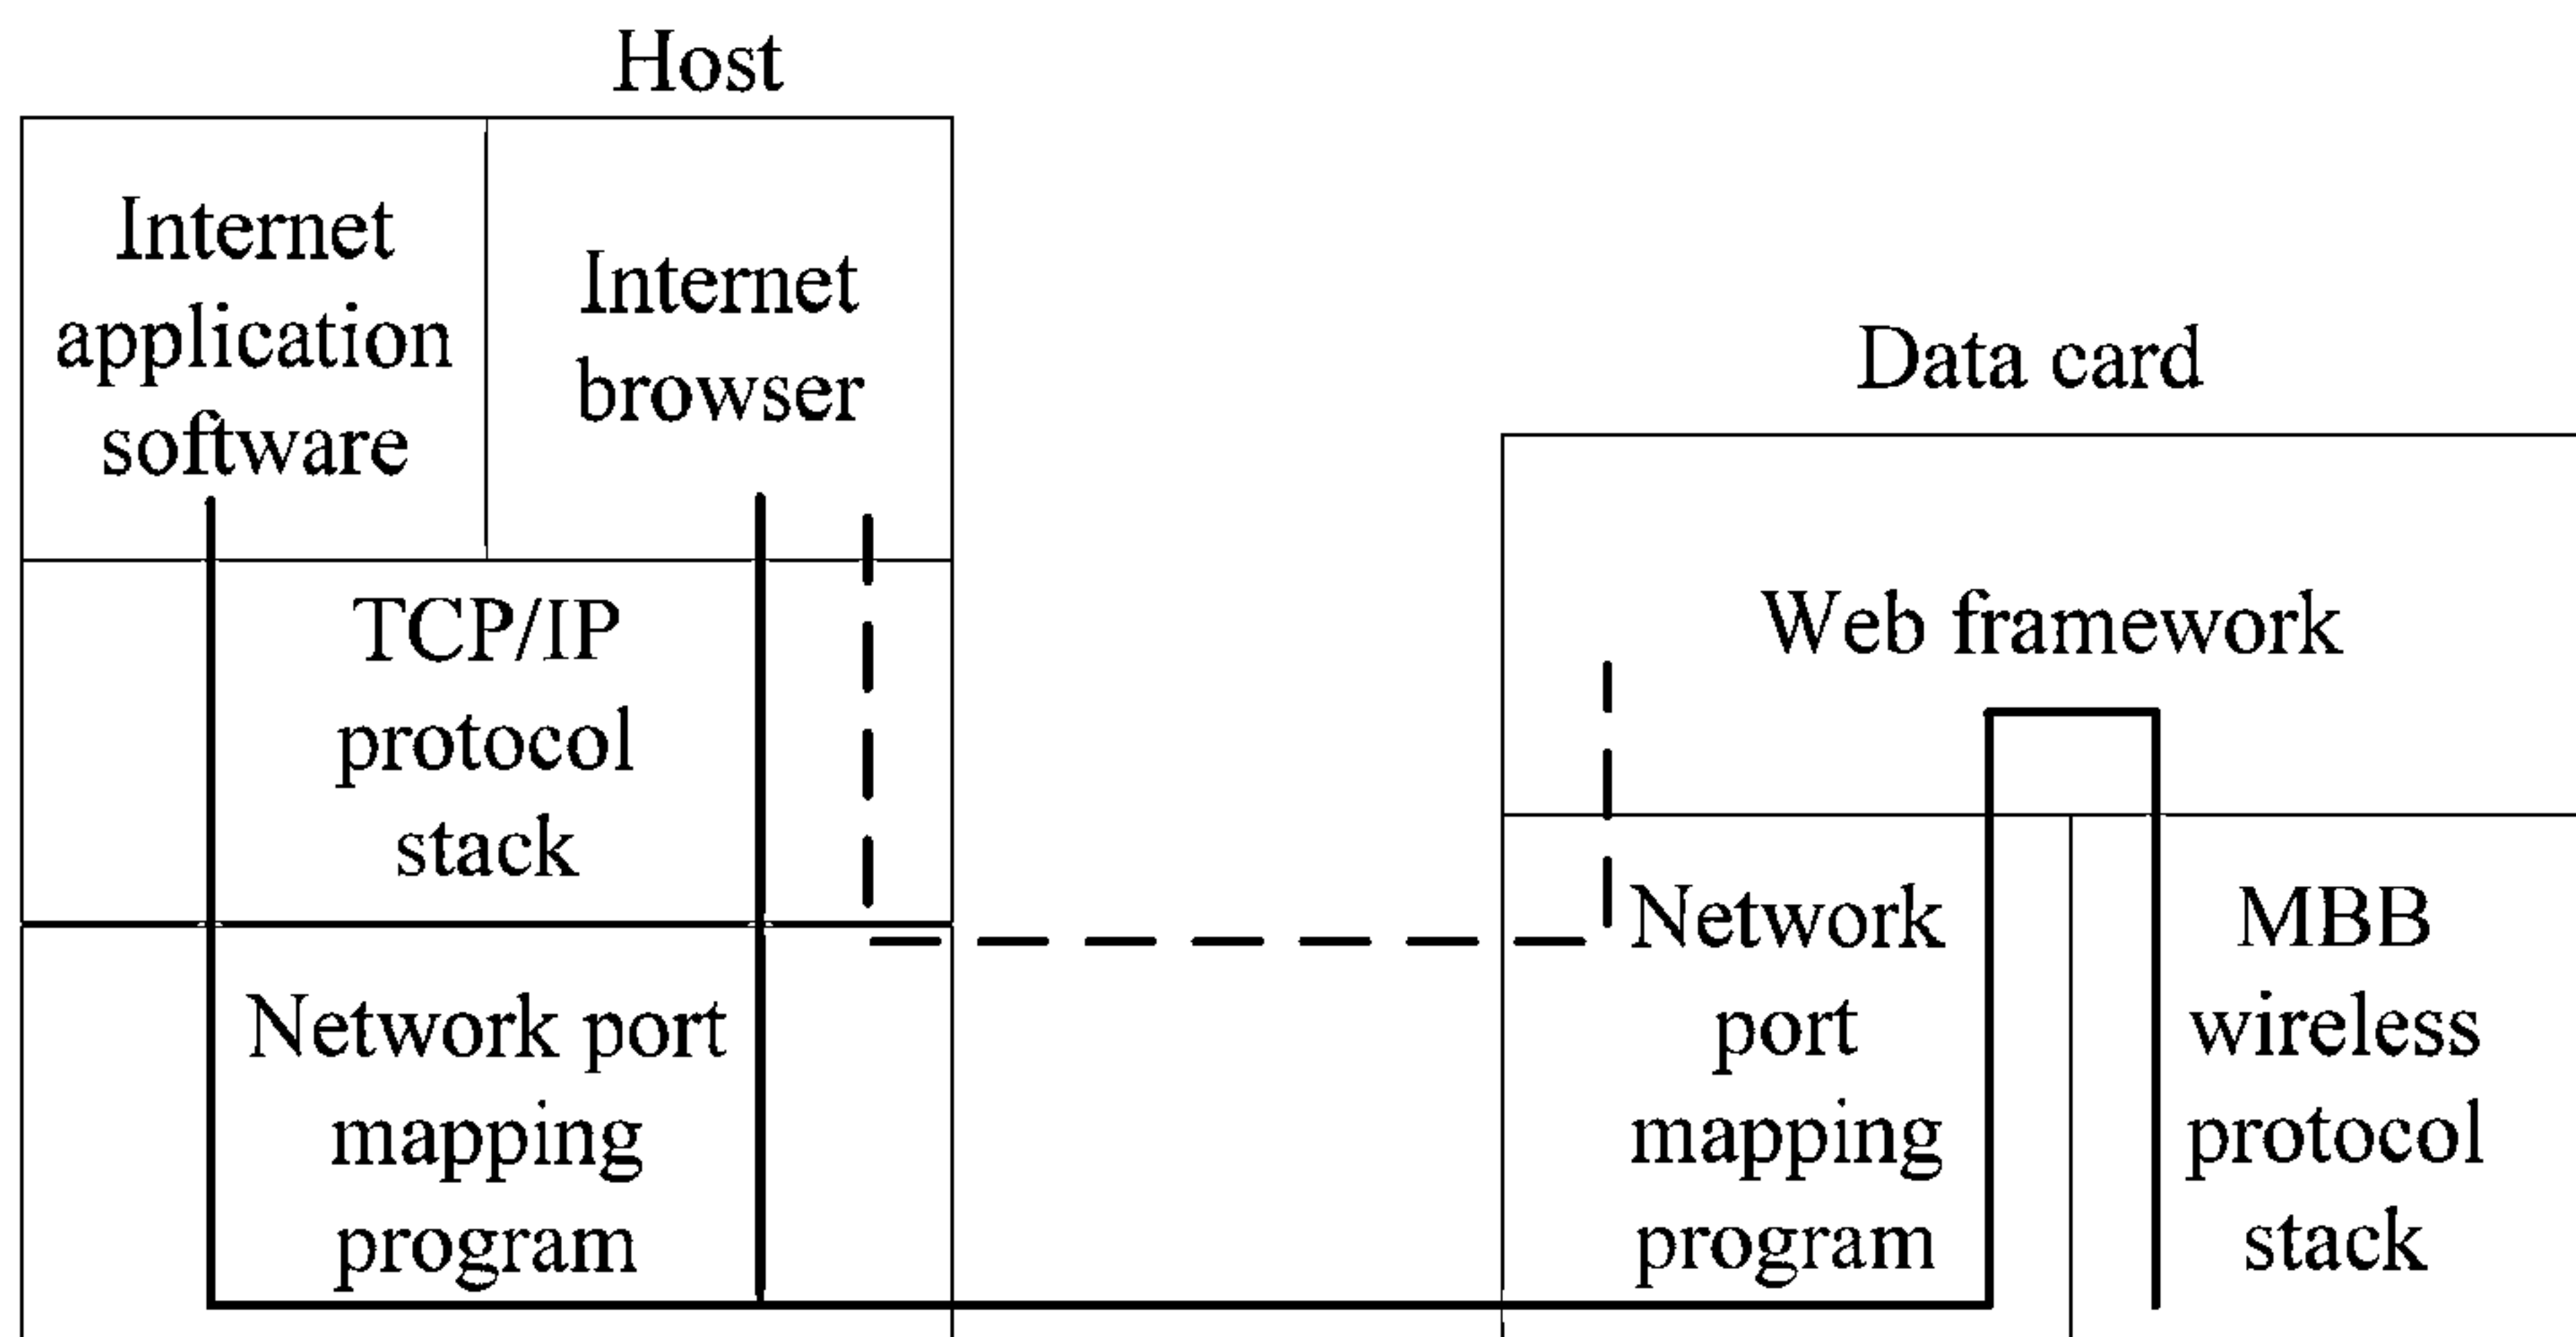 Host
Internet
application
software
Internet
browser
TCP/IP
protocol
stack
Network port
mapping
program
Data card
Web framework
Network
port
mapping
program
MBB
wireless
protocol
stack